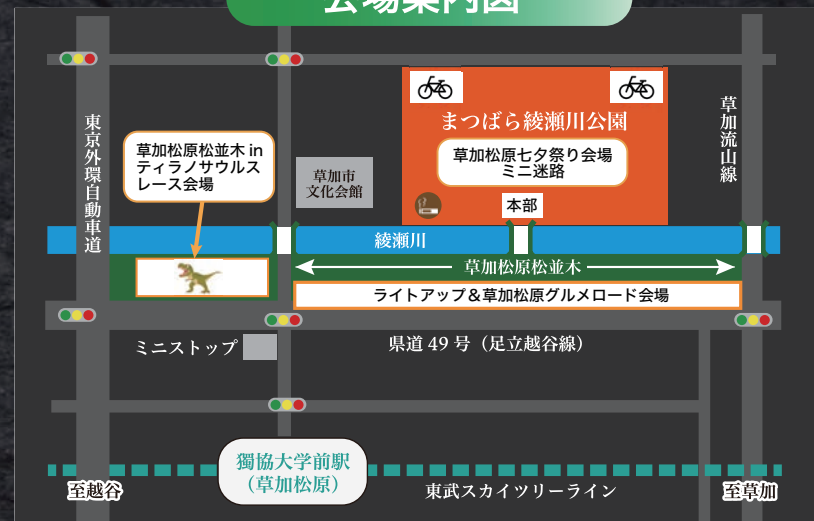 会場案内図
まつばら綾瀬川公園
草加松原七夕祭り会場
ミニ迷路
本部
草加流山線
東京外環自動車道
草加松原松並木 in
ティラノサウルス
レース会場
草加市
文化会館
綾瀬川
草加松原松並木
ライトアップ＆草加松原グルメロード会場
ミニストップ
県道 49 号（足立越谷線）
獨協大学前駅
（草加松原）
至越谷
東武スカイツリーライン
至草加